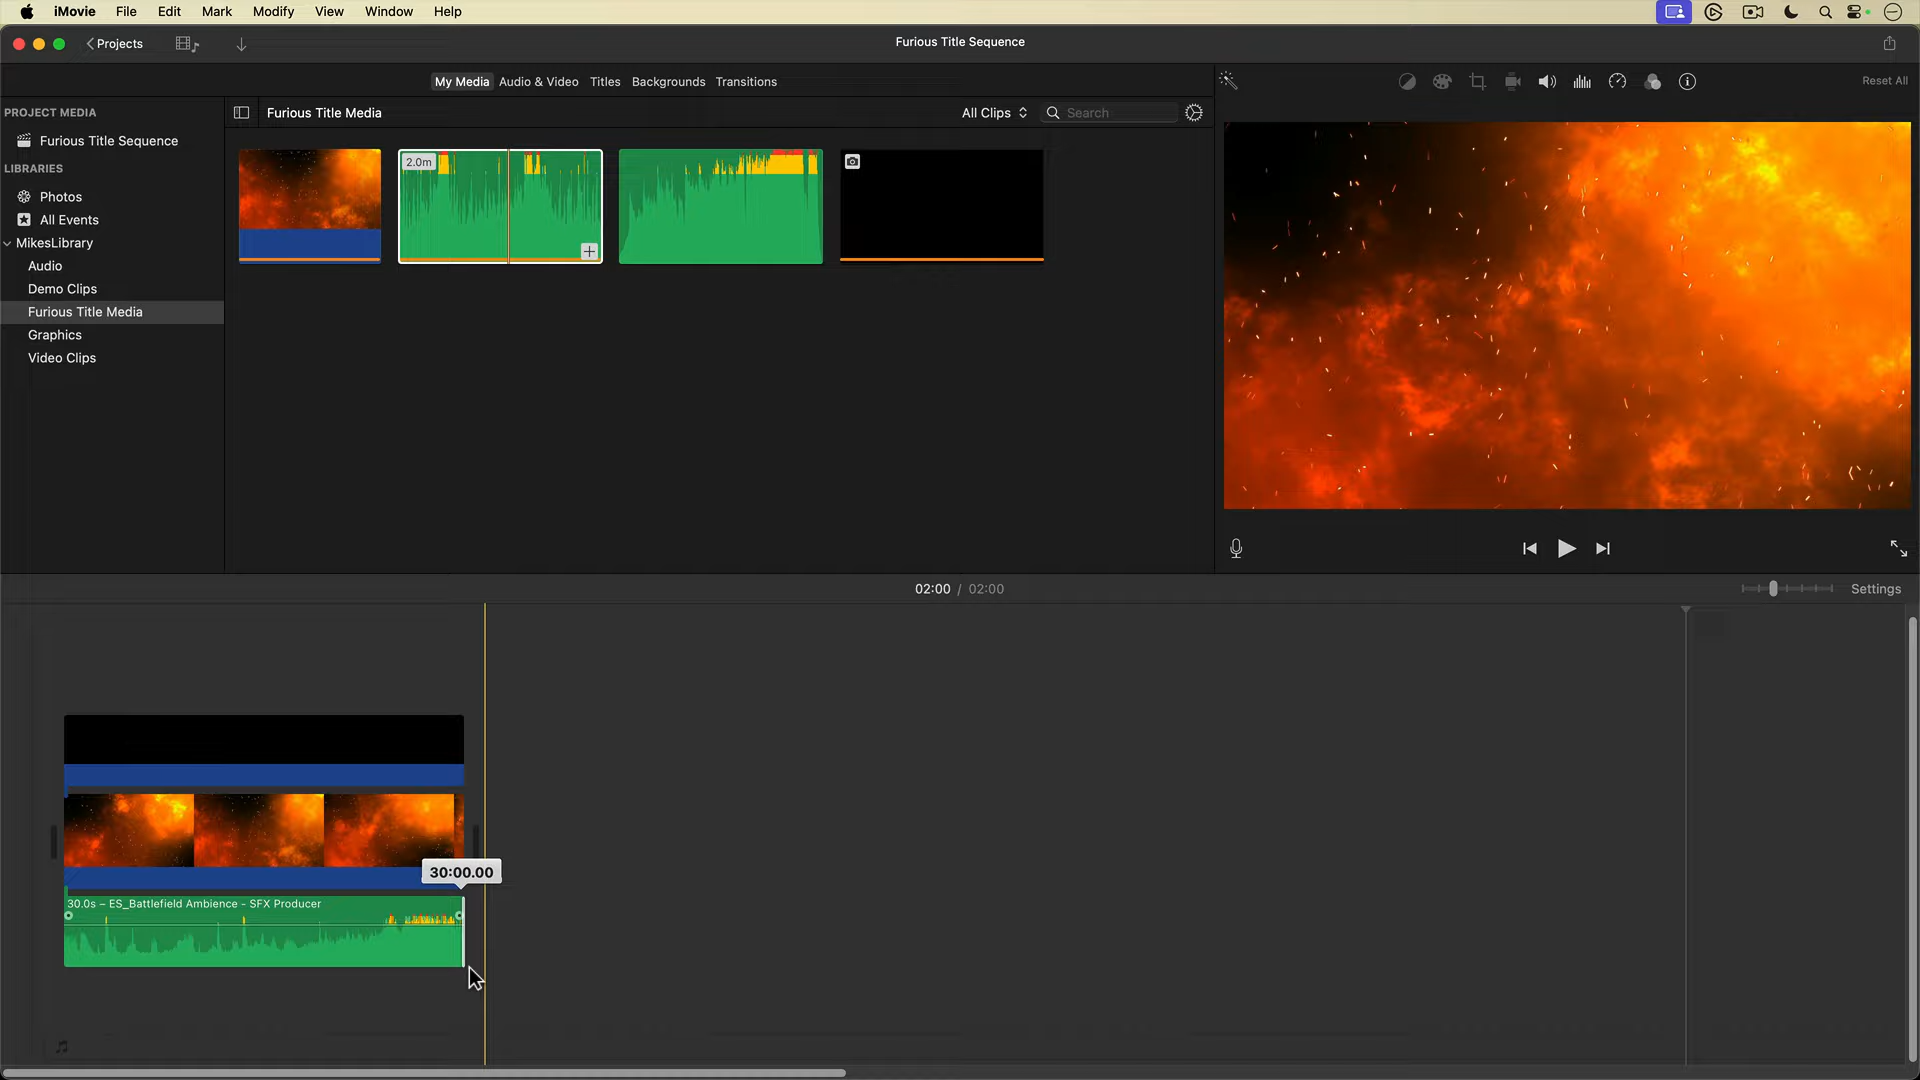 iMovie File Edit Mark Modify View Window Help
Projects
Furious Title Sequence
My Media Audio & Video Titles Backgrounds Transitions
Reset All
PROJECT MEDIA
Furious Title Sequence
LIBRARIES
Photos
All Events
MikesLibrary
Audio
Demo Clips
Furious Title Media
Graphics
Video Clips
Furious Title Media
All Clips
Search
2.0m
02:00 / 02:00
Settings
30:00.00
30.0s – ES_Battlefield Ambience - SFX Producer